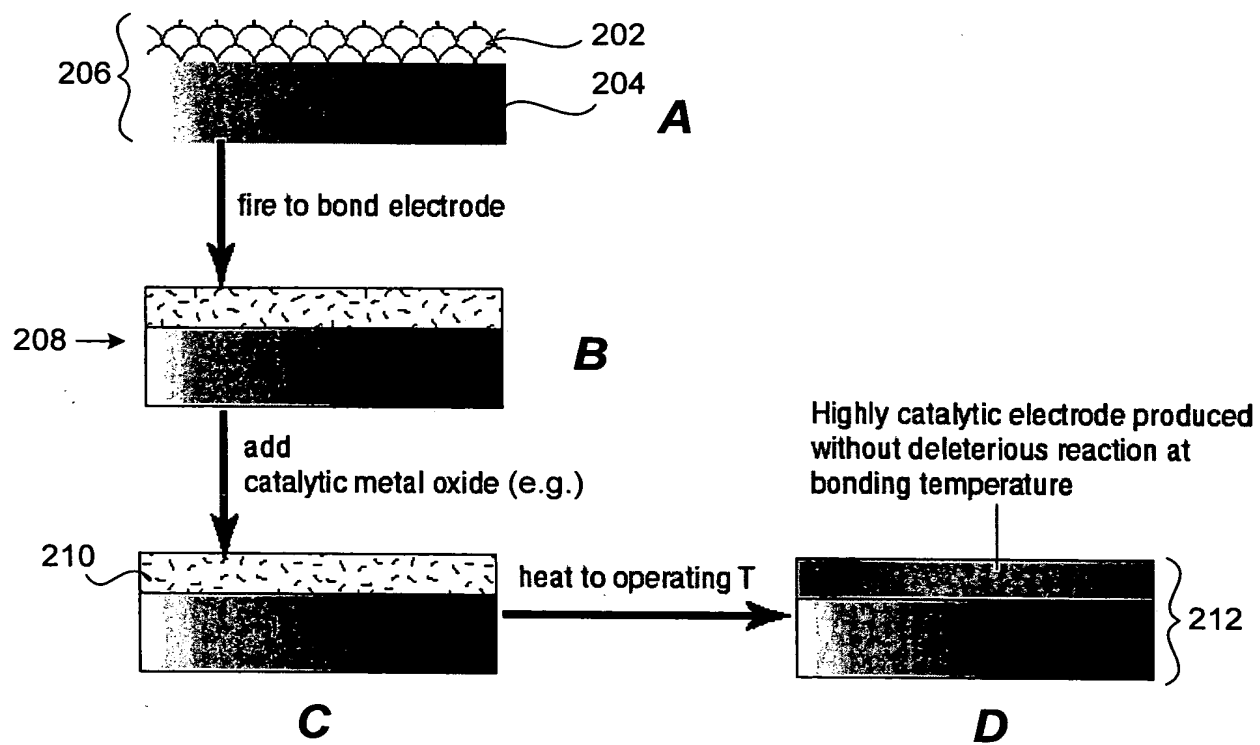 202
206
204
A
fire to bond electrode
208
B
add
catalytic metal oxide (e.g.)
Highly catalytic electrode produced
without deleterious reaction at
bonding temperature
210
heat to operating T
212
C
D